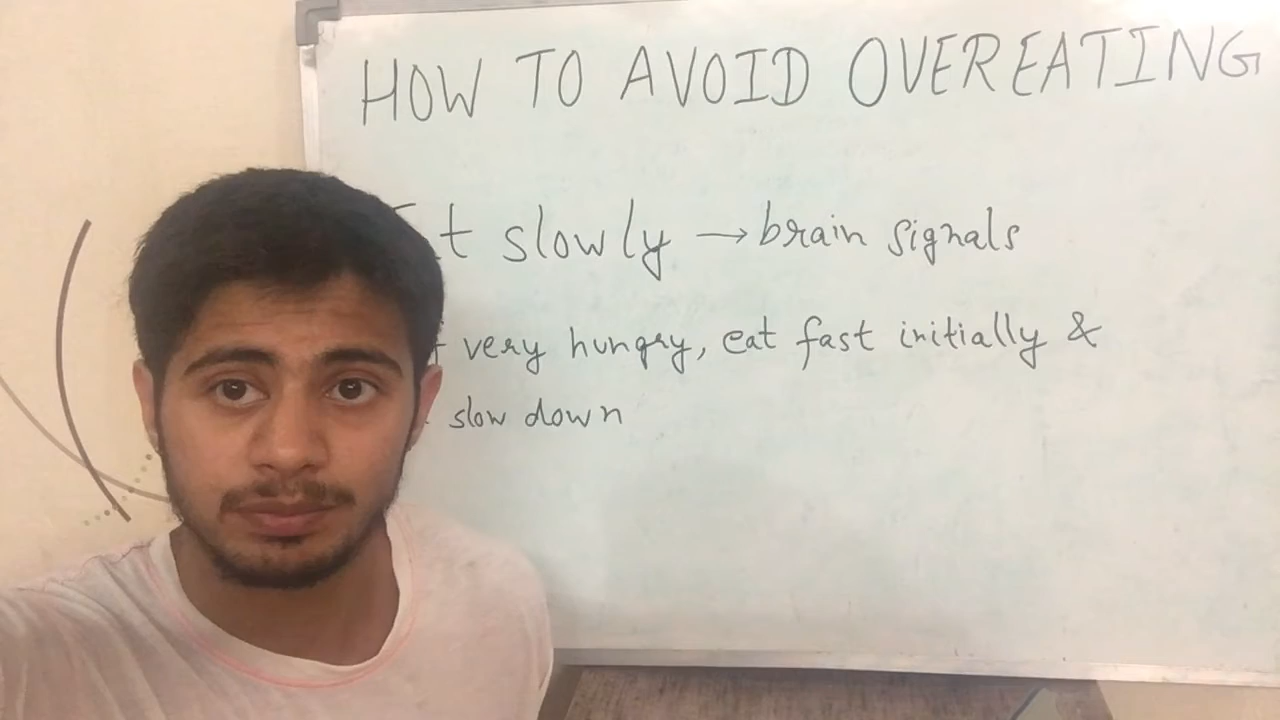 HOW TO AVOID OVEREATING
slowly → brain signals
very hungry, eat fast initially &
slow down